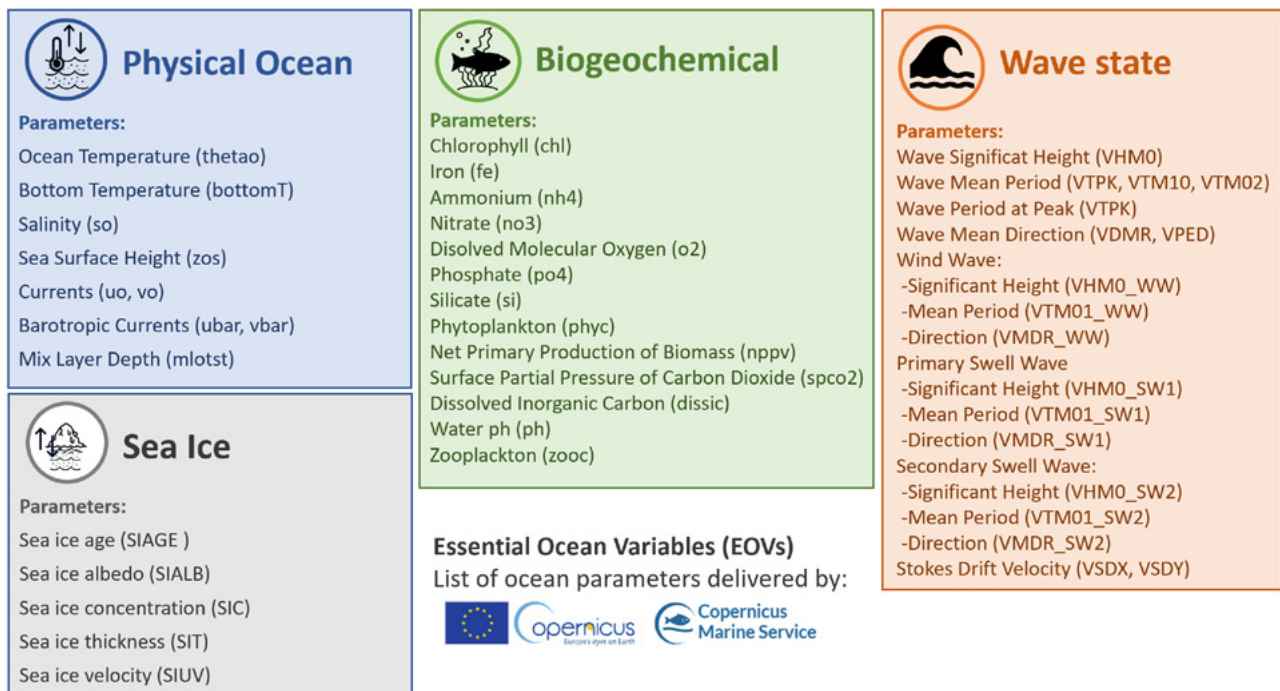 Physical Ocean
Parameters:
Ocean Temperature (thetao)
Bottom Temperature (bottomT)
Salinity (so)
Sea Surface Height (zos)
Currents (uo, vo)
Barotropic Currents (ubar, vbar)
Mix Layer Depth (mlotst)
Sea Ice
Parameters:
Sea ice age (SIAGE )
Sea ice albedo (SIALB)
Sea ice concentration (SIC)
Sea ice thickness (SIT)
Sea ice velocity (SIUV)
Biogeochemical
Parameters:
Chlorophyll (chl)
Iron (fe)
Ammonium (nh4)
Nitrate (no3)
Disolved Molecular Oxygen (o2)
Phosphate (po4)
Silicate (si)
Phytoplankton (phyc)
Net Primary Production of Biomass (nppv)
Surface Partial Pressure of Carbon Dioxide (spco2)
Dissolved Inorganic Carbon (dissic)
Water ph (ph)
Zooplackton (zooc)
Essential Ocean Variables (EOVs)
List of ocean parameters delivered by:
opernicus
Europe's eyes on Earth
Copernicus
Marine Service
Wave state
Parameters:
Wave Significat Height (VHM0)
Wave Mean Period (VTPK, VTM10, VTM02)
Wave Period at Peak (VTPK)
Wave Mean Direction (VDMR, VPED)
Wind Wave:
-Significant Height (VHM0_WW)
-Mean Period (VTM01_WW)
-Direction (VMDR_WW)
Primary Swell Wave
-Significant Height (VHM0_SW1)
-Mean Period (VTM01_SW1)
-Direction (VMDR_SW1)
Secondary Swell Wave:
-Significant Height (VHM0_SW2)
-Mean Period (VTM01_SW2)
-Direction (VMDR_SW2)
Stokes Drift Velocity (VSDX, VSDY)